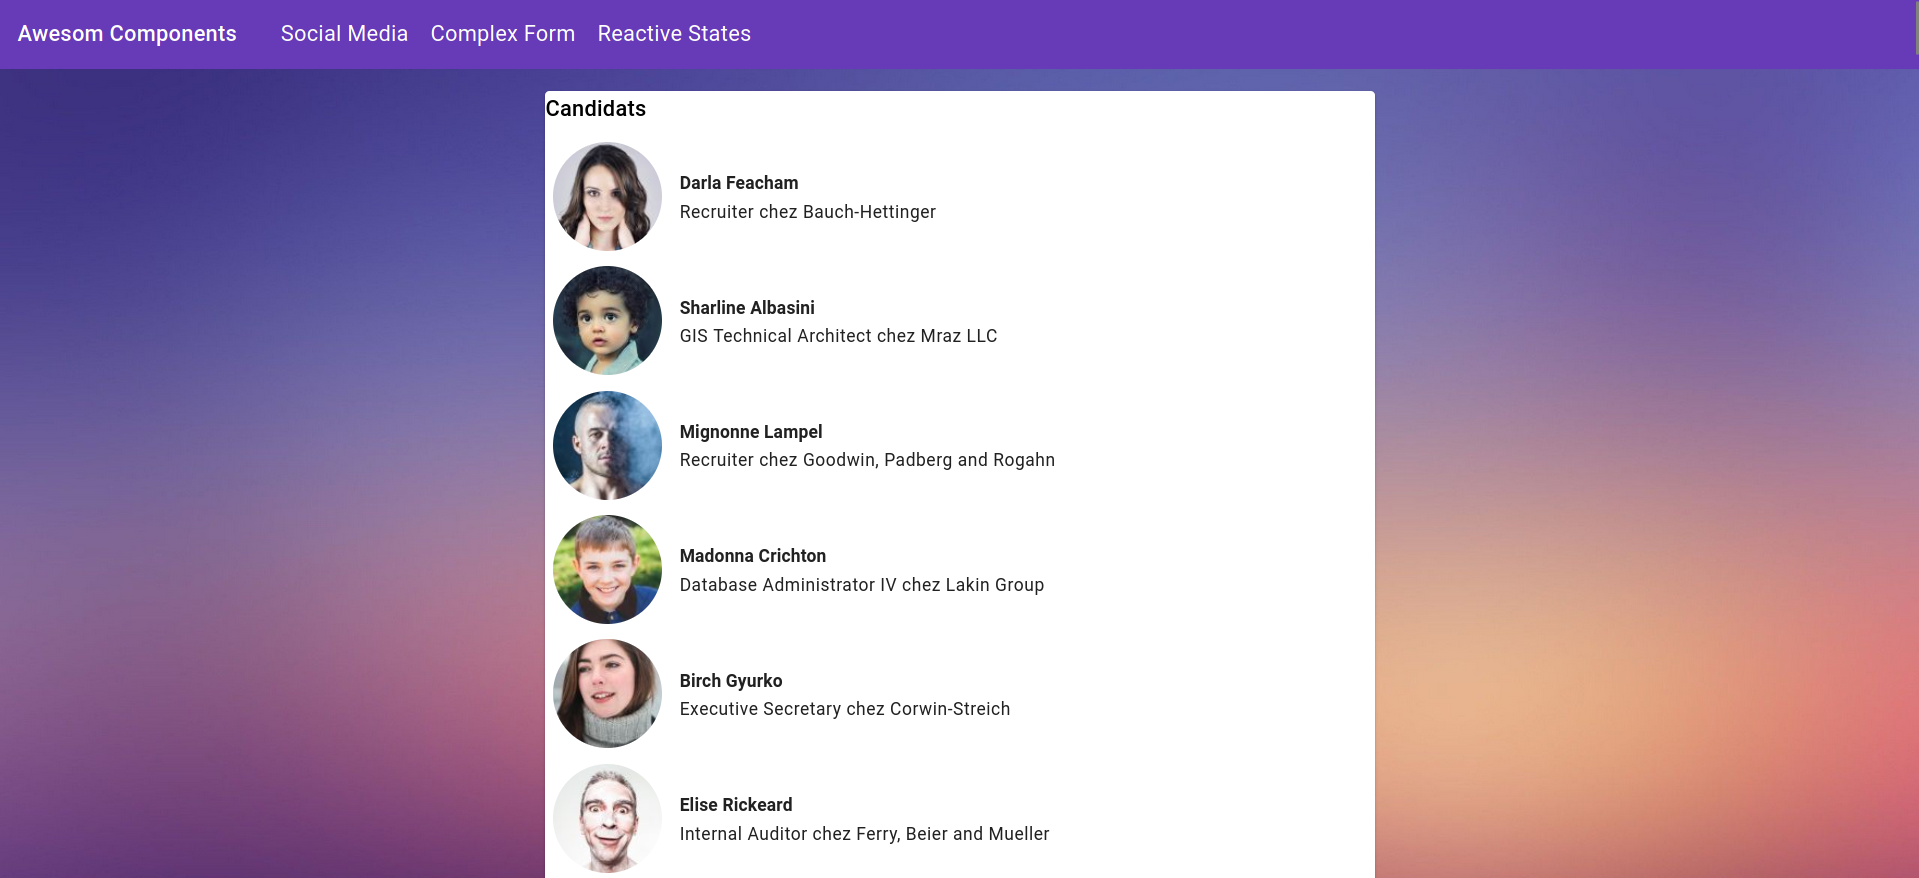 Awesom Components Social Media Complex Form Reactive States
Candidats
Darla Feacham
Recruiter chez Bauch-Hettinger
Sharline Albasini
GIS Technical Architect chez Mraz LLC
Mignonne Lampel
Recruiter chez Goodwin, Padberg and Rogahn
Madonna Crichton
Database Administrator IV chez Lakin Group
Birch Gyurko
Executive Secretary chez Corwin-Streich
Elise Rickeard
Internal Auditor chez Ferry, Beier and Mueller